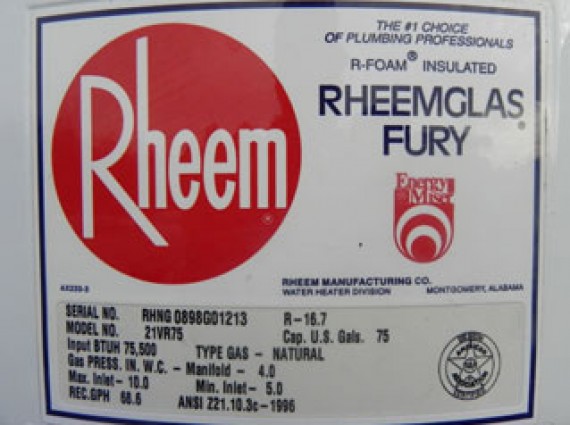 THE #1 CHOICE
OF PLUMBING PROFESSIONALS
R-FOAM® INSULATED
RHEEMGLAS®
FURY
Rheem®
Energy
Miser
RHEEM MANUFACTURING CO.
WATER HEATER DIVISION MONTGOMERY, ALABAMA
SERIAL NO. RHNG 0898G01213 R-16.7
MODEL NO. 21VR75 Cap. U.S. Gals. 75
Input BTUH 75,500 TYPE GAS - NATURAL
Gas PRESS. IN. W.C. - Manifold - 4.0
Max. Inlet- 10.0 Min. Inlet- 5.0
REC.GPH 68.6 ANSI Z21.10.3c-1996